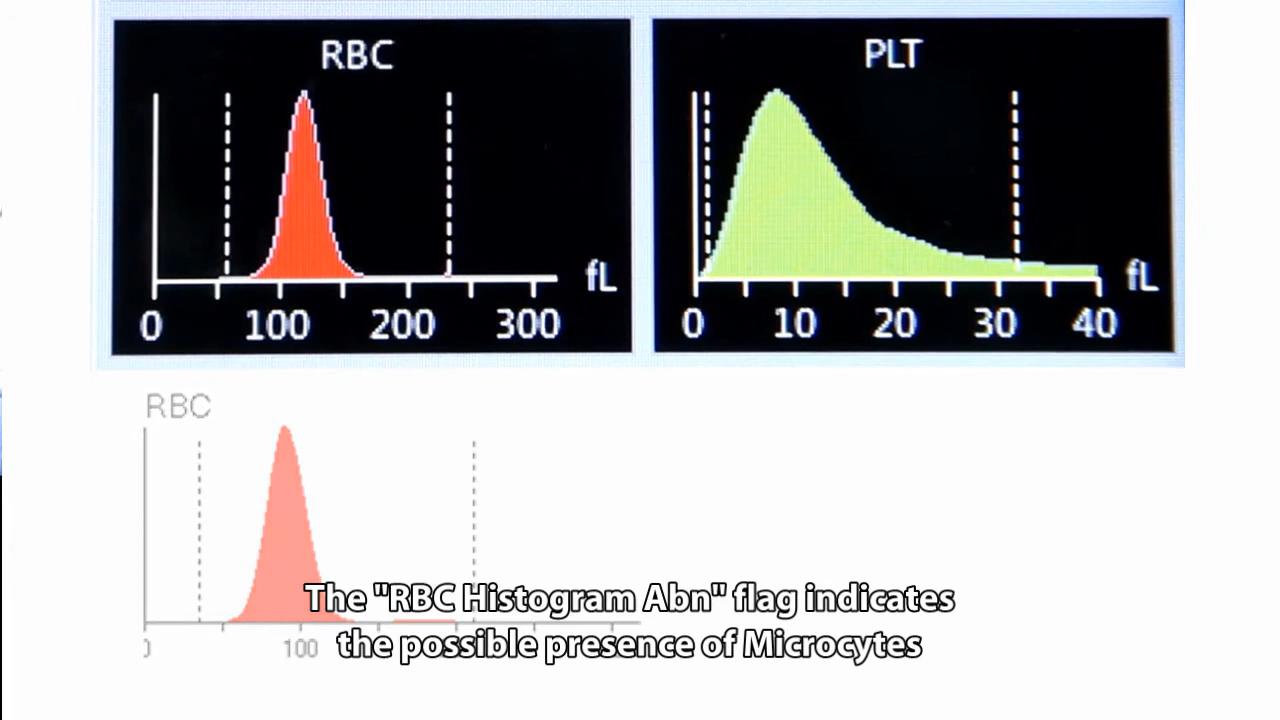 RBC
PLT
fL
0 100 200 300
fL
0 10 20 30 40
RBC
0 100
The "RBC Histogram Abn" flag indicates
the possible presence of Microcytes